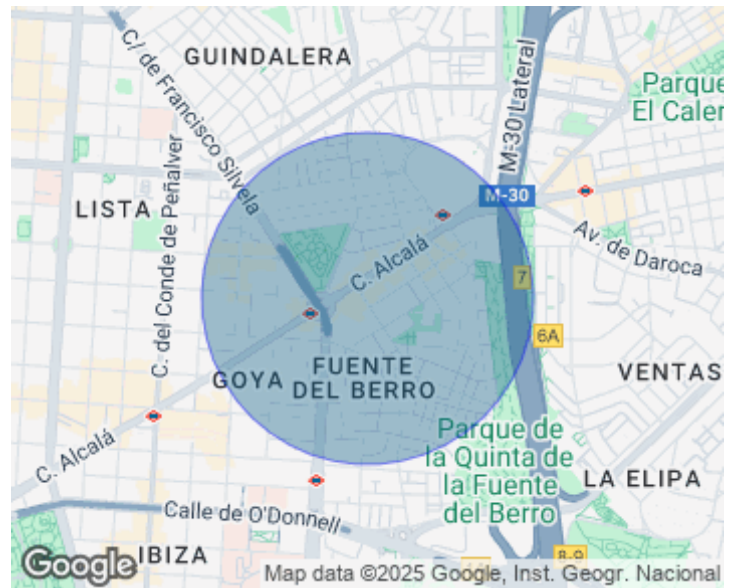 C/ de Francisco Silvela
GUINDALERA
M-30 Lateral
Parque
El Caler
LISTA
C. del Conde de Peñalver
M-30
C. Alcalá
Av. de Daroca
7
6A
FUENTE
DEL BERRO
GOYA
VENTAS
C. Alcalá
Parque de
la Quinta de
la Fuente
del Berro
LA ELIPA
Calle de O'Donnell
IBIZA
8-9
Google
Map data ©2025 Google, Inst. Geogr. Nacional